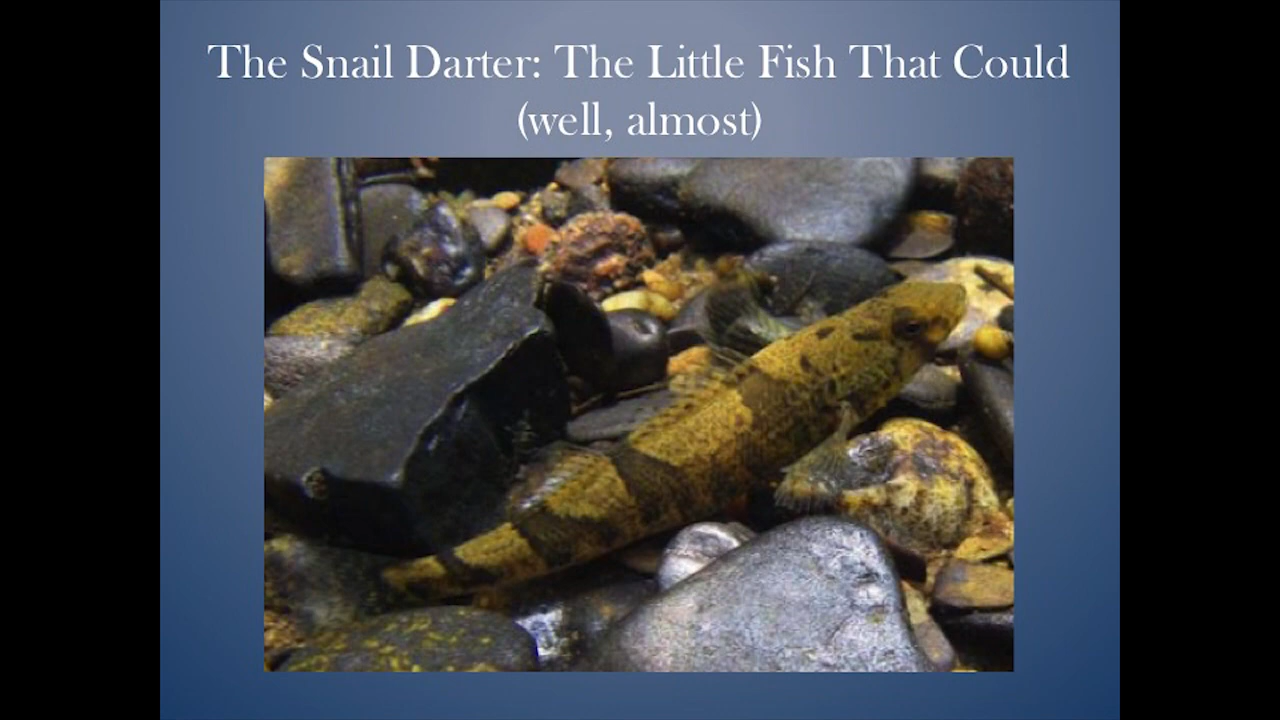 The Snail Darter: The Little Fish That Could
(well, almost)